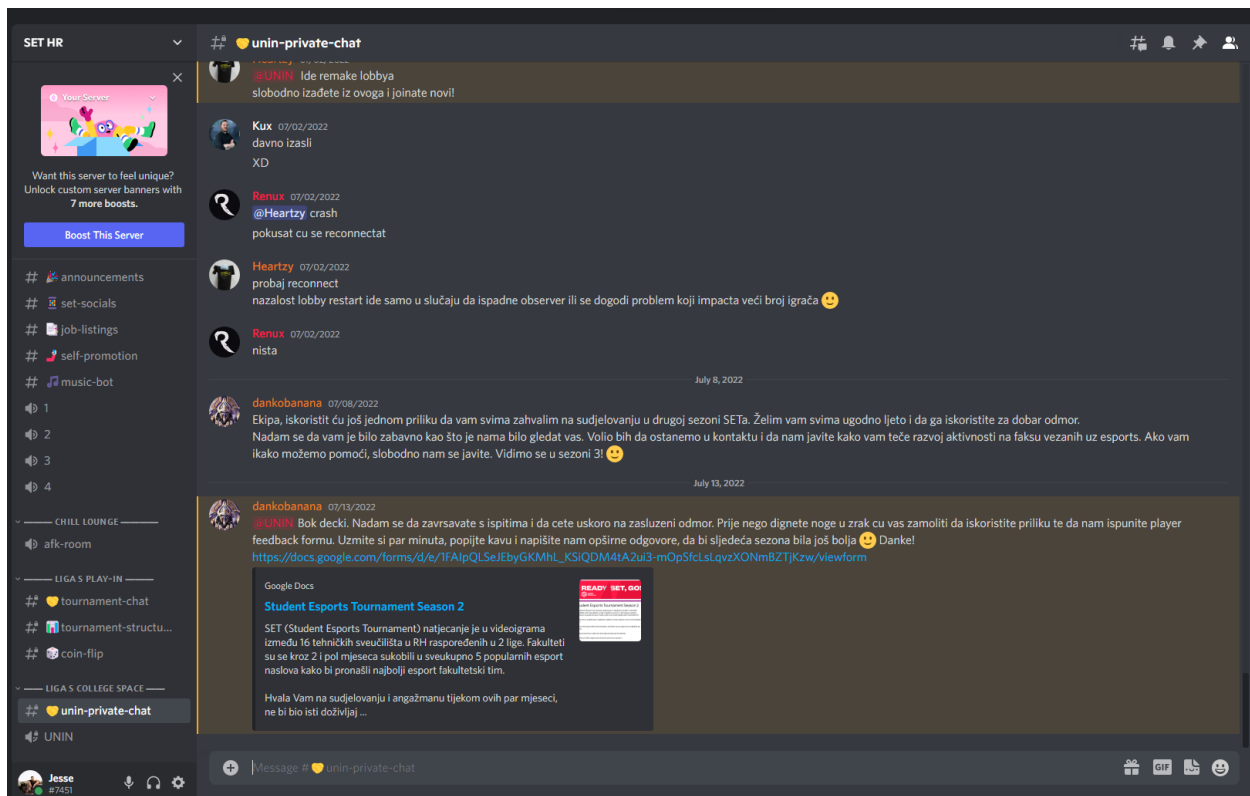 SET HR
unin-private-chat
Your Server
Want this server to feel unique?
Unlock custom server banners with
7 more boosts.
Boost This Server
# announcements
# set-socials
# job-listings
# self-promotion
# music-bot
1
2
3
4
CHILL LOUNGE
afk-room
LIGA S PLAY-IN
# tournament-chat
# tournament-structu...
# coin-flip
LIGA S COLLEGE SPACE
# unin-private-chat
UNIN
Jesse
#7451
Heartzy 07/02/2022
@UNIN Ide remake lobbya
slobodno izađete iz ovoga i joinate novi!
Kux 07/02/2022
davno izasli
XD
Renux 07/02/2022
@Heartzy crash
pokusat cu se reconnectat
Heartzy 07/02/2022
probaj reconnect
nazalost lobby restart ide samo u slučaju da ispadne observer ili se dogodi problem koji impacta veći broj igrača 🙂
Renux 07/02/2022
nista
July 8, 2022
dankobanana 07/08/2022
Ekipa, iskoristit ću još jednom priliku da vam svima zahvalim na sudjelovanju u drugoj sezoni SETa. Želim vam svima ugodno ljeto i da ga iskoristite za dobar odmor.
Nadam se da vam je bilo zabavno kao što je nama bilo gledat vas. Volio bih da ostanemo u kontaktu i da nam javite kako vam teče razvoj aktivnosti na faksu vezanih uz esports. Ako vam
ikako možemo pomoći, slobodno nam se javite. Vidimo se u sezoni 3! 🙂
July 13, 2022
dankobanana 07/13/2022
@UNIN Bok decki. Nadam se da zavrsavate s ispitima i da cete uskoro na zasluzeni odmor. Prije nego dignete noge u zrak cu vas zamoliti da iskoristite priliku te da nam ispunite player
feedback formu. Uzmite si par minuta, popijte kavu i napišite nam opširne odgovore, da bi sljedeća sezona bila još bolja 🙂 Danke!
https://docs.google.com/forms/d/e/1FAIpQLSeJEbyGKMhL_KSiQDM4tA2ui3-mOpSfcLsLqvzXONm8ZTjKzw/viewform
Google Docs
Student Esports Tournament Season 2
READY SET, GO!
SET (Student Esports Tournament) natjecanje je u videoigrama
između 16 tehničkih sveučilišta u RH raspoređenih u 2 lige. Fakulteti
su se kroz 2 i pol mjeseca sukobili u sveukupno 5 popularnih esport
naslova kako bi pronašli najbolji esport fakultetski tim.
Hvala Vam na sudjelovanju i angažmanu tijekom ovih par mjeseci,
ne bi bio isti doživljaj ...
Message # unin-private-chat
GIF